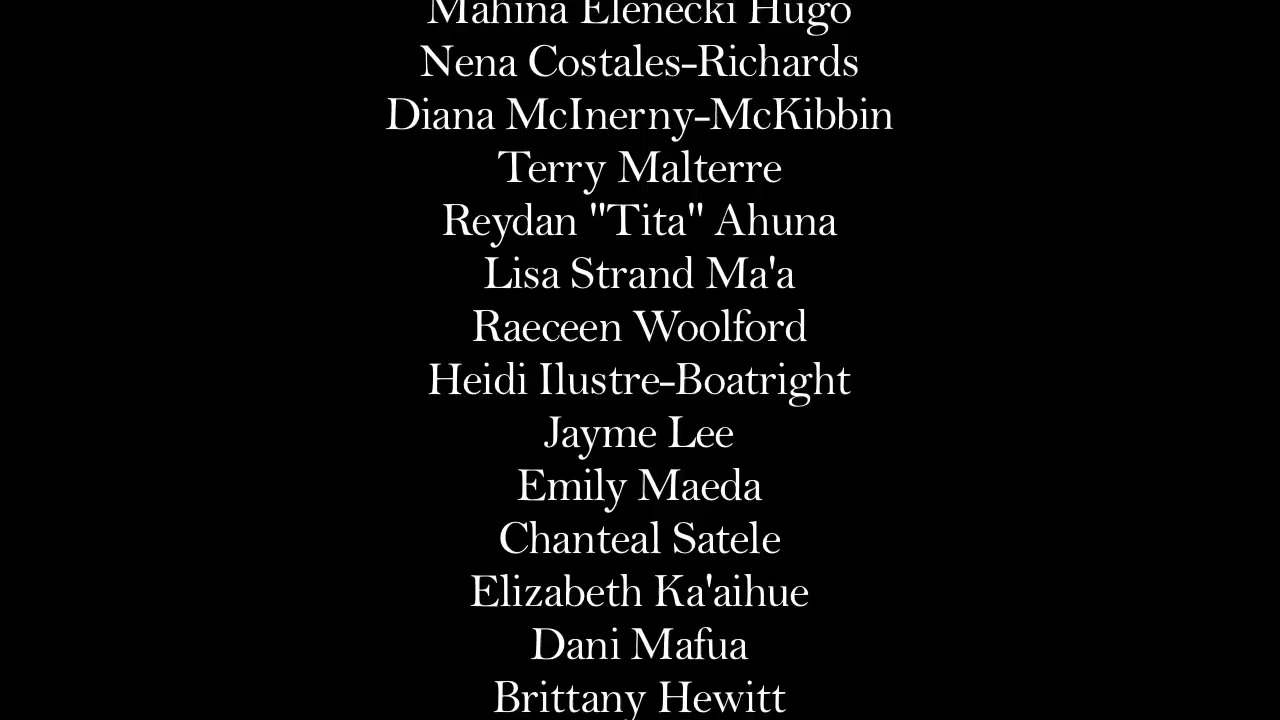 Mahina Elenecki Hugo
Nena Costales-Richards
Diana McInerny-McKibbin
Terry Malterre
Reydan "Tita" Ahuna
Lisa Strand Ma'a
Raeceen Woolford
Heidi Ilustre-Boatright
Jayme Lee
Emily Maeda
Chanteal Satele
Elizabeth Ka'aihue
Dani Mafua
Brittany Hewitt